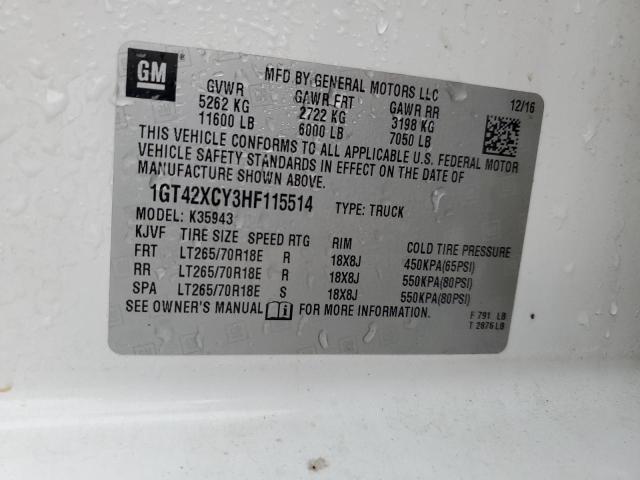 GM ®
MFD BY GENERAL MOTORS LLC
GVWR GAWR FRT GAWR RR 12/16
5262 KG 2722 KG 3198 KG
11600 LB 6000 LB 7050 LB
THIS VEHICLE CONFORMS TO ALL APPLICABLE U.S. FEDERAL MOTOR
VEHICLE SAFETY STANDARDS IN EFFECT ON THE DATE OF
MANUFACTURE SHOWN ABOVE.
1GT42XCY3HF115514 TYPE: TRUCK
MODEL: K35943
KJVF TIRE SIZE SPEED RTG RIM COLD TIRE PRESSURE
FRT LT265/70R18E R 18X8J 450KPA(65PSI)
RR LT265/70R18E R 18X8J 550KPA(80PSI)
SPA LT265/70R18E S 18X8J 550KPA(80PSI)
SEE OWNER'S MANUAL FOR MORE INFORMATION.
F 791 LB
T 2876 LB